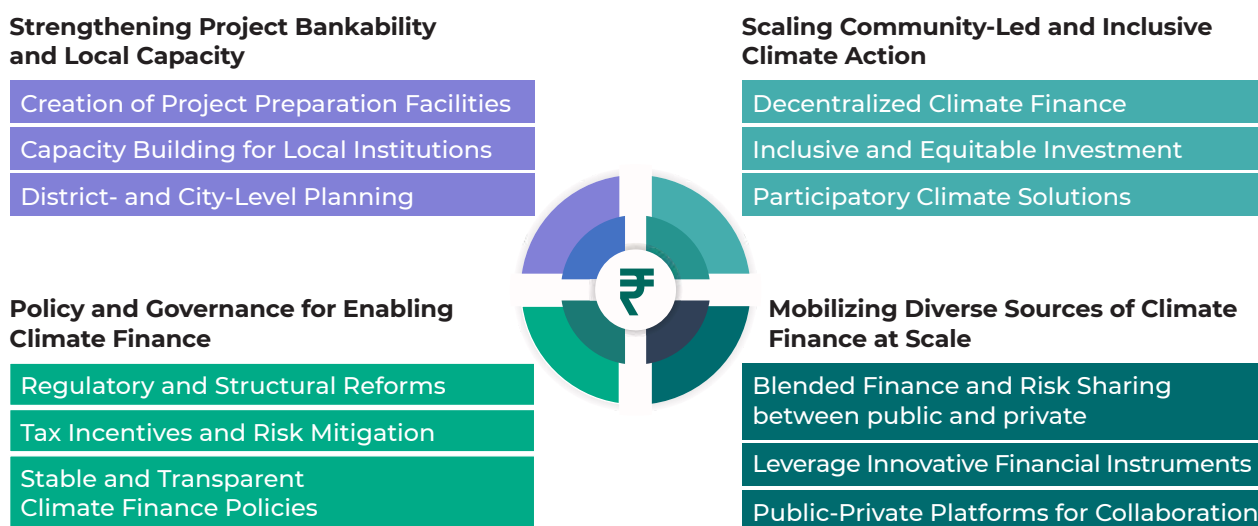 Strengthening Project Bankability
and Local Capacity
Creation of Project Preparation Facilities
Capacity Building for Local Institutions
District- and City-Level Planning
Scaling Community-Led and Inclusive
Climate Action
Decentralized Climate Finance
Inclusive and Equitable Investment
Participatory Climate Solutions
₹
Policy and Governance for Enabling
Climate Finance
Regulatory and Structural Reforms
Tax Incentives and Risk Mitigation
Stable and Transparent
Climate Finance Policies
Mobilizing Diverse Sources of Climate
Finance at Scale
Blended Finance and Risk Sharing
between public and private
Leverage Innovative Financial Instruments
Public-Private Platforms for Collaboration